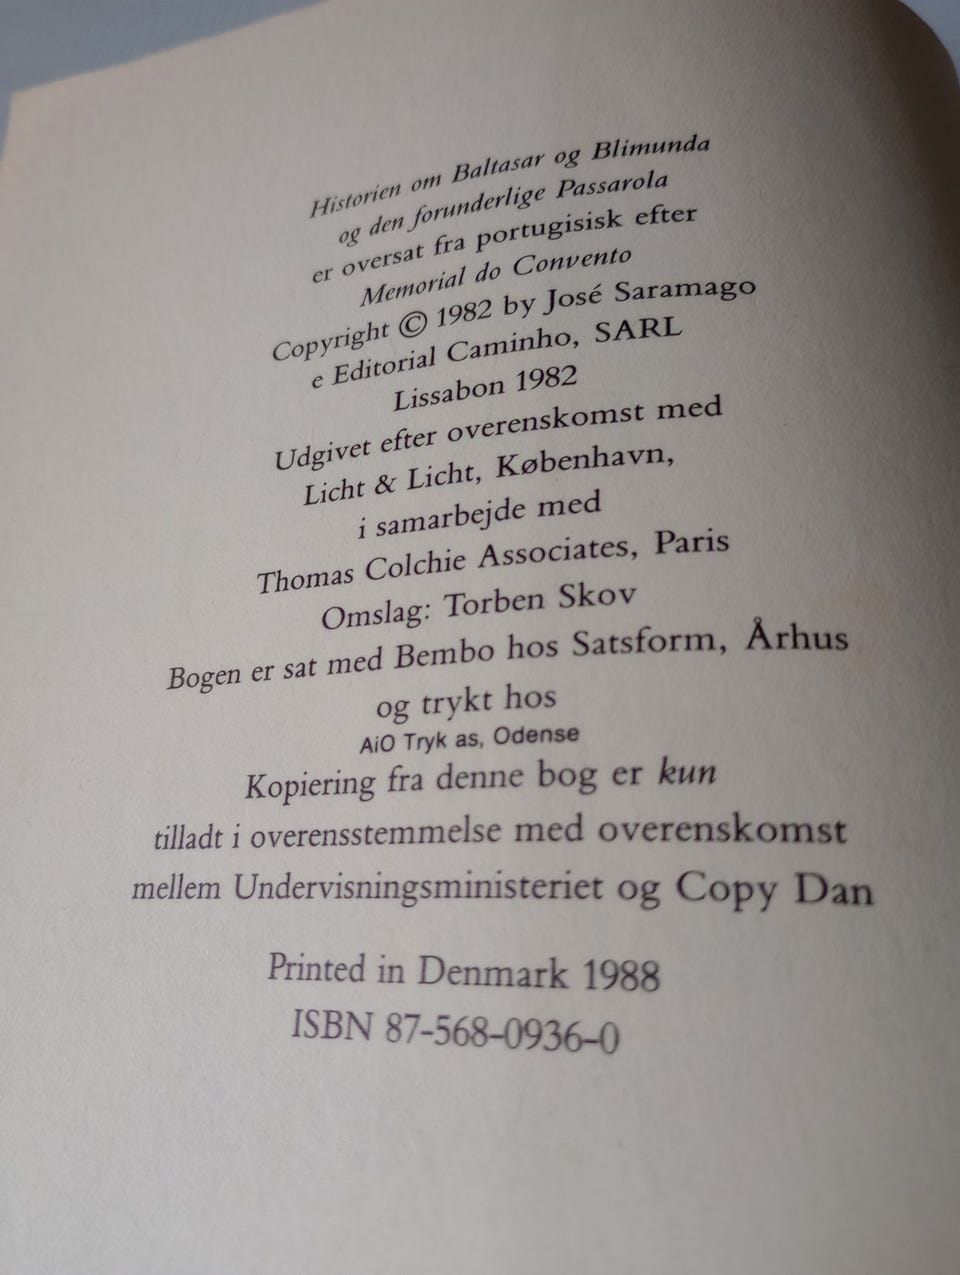 Historien om Baltasar og Blimunda
og den forunderlige Passarola
er oversat fra portugisisk efter
Memorial do Convento
Copyright © 1982 by José Saramago
e Editorial Caminho, SARL
Lissabon 1982
Udgivet efter overenskomst med
Licht & Licht, København,
i samarbejde med
Thomas Colchie Associates, Paris
Omslag: Torben Skov
Bogen er sat med Bembo hos Satsform, Århus
og trykt hos
AiO Tryk as, Odense
Kopiering fra denne bog er kun
tilladt i overensstemmelse med overenskomst
mellem Undervisningsministeriet og Copy Dan
Printed in Denmark 1988
ISBN 87-568-0936-0